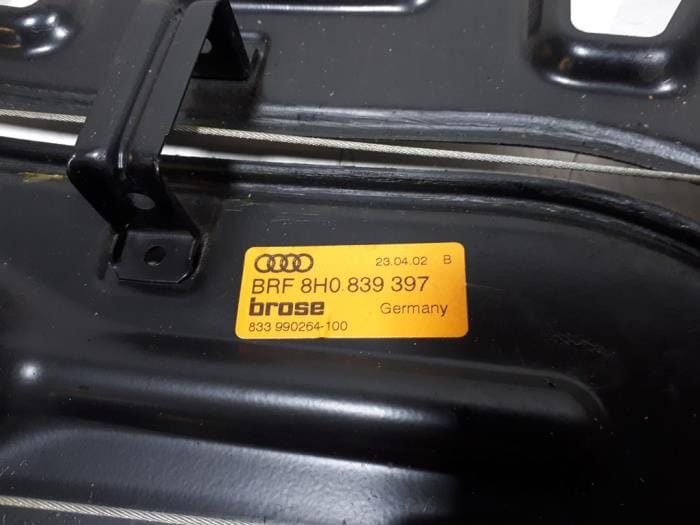 23.04.02 B
BRF 8H0 839 397
brose Germany
833 990264-100